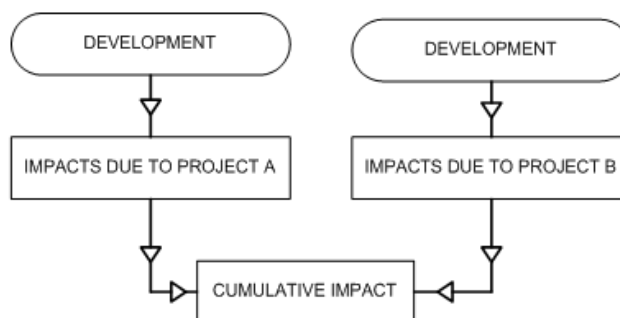 DEVELOPMENT
DEVELOPMENT
IMPACTS DUE TO PROJECT A
IMPACTS DUE TO PROJECT B
CUMULATIVE IMPACT